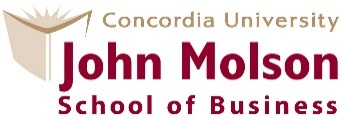 Concordia University
John Molson
School of Business